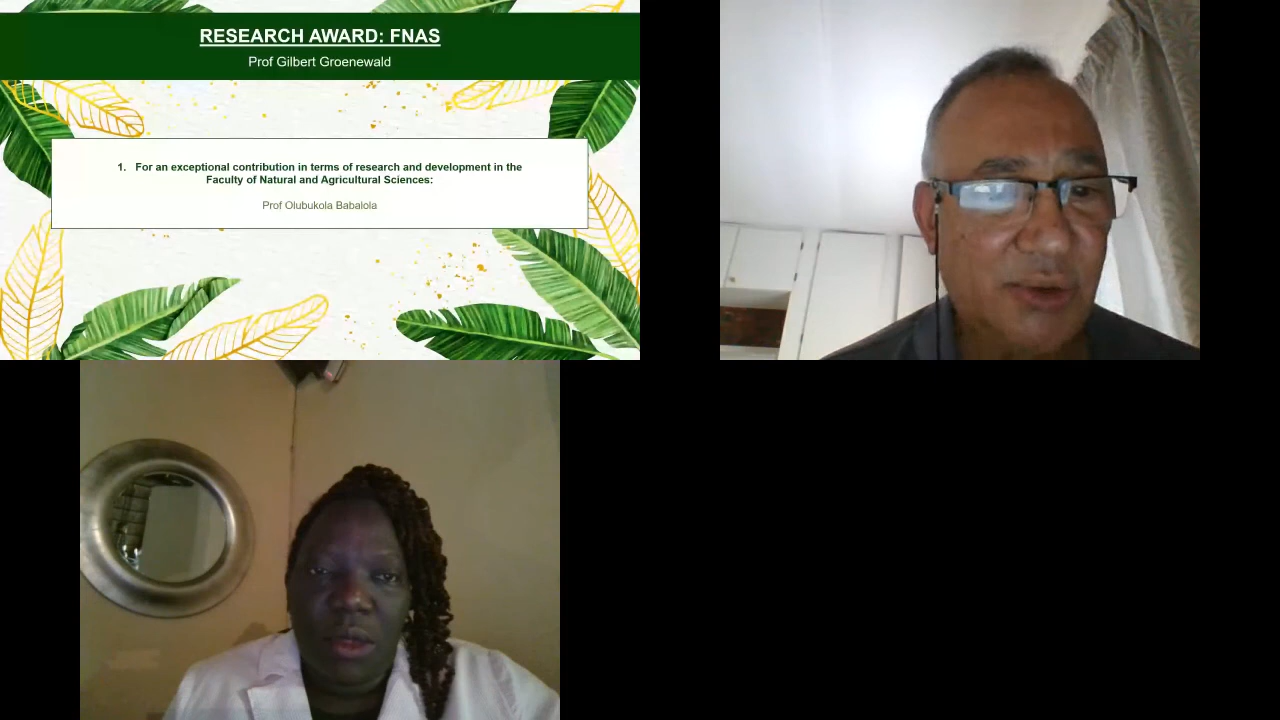 RESEARCH AWARD: FNAS
Prof Gilbert Groenewald
1. For an exceptional contribution in terms of research and development in the
Faculty of Natural and Agricultural Sciences:
Prof Olubukola Babalola